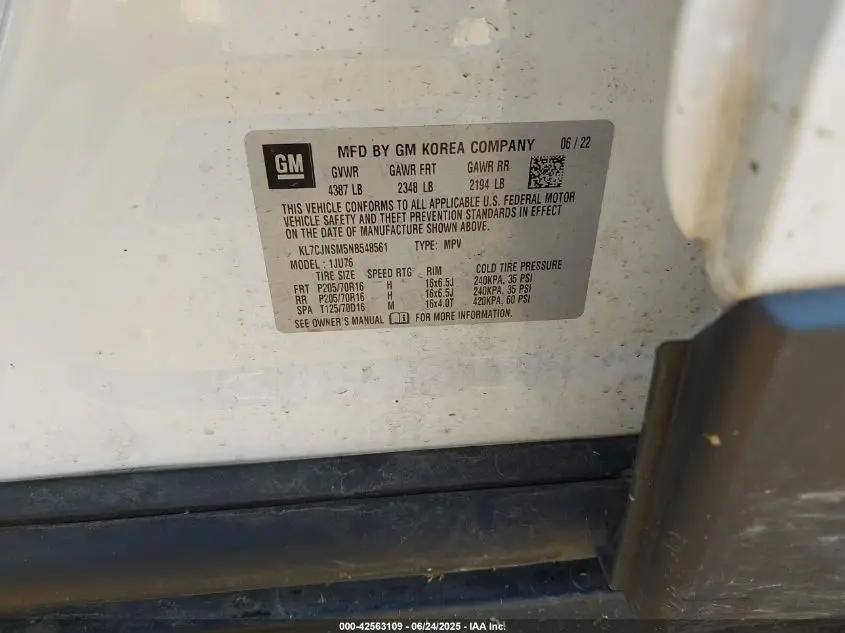 GM
MFD BY GM KOREA COMPANY 06 / 22
GVWR GAWR FRT GAWR RR
4387 LB 2348 LB 2194 LB
THIS VEHICLE CONFORMS TO ALL APPLICABLE U.S. FEDERAL MOTOR
VEHICLE SAFETY AND THEFT PREVENTION STANDARDS IN EFFECT
ON THE DATE OF MANUFACTURE SHOWN ABOVE.
KL7CJNSM5NB548561 TYPE: MPV
MODEL: 1JU76
TIRE SIZE SPEED RTG RIM COLD TIRE PRESSURE
FRT P205/70R16 H 16x6.5J 240KPA, 35 PSI
RR P205/70R16 H 16x6.5J 240KPA, 35 PSI
SPA T125/70D16 M 16x4.0T 420KPA, 60 PSI
SEE OWNER'S MANUAL FOR MORE INFORMATION.
000-42563109 - 06/24/2025 - IAA Inc.